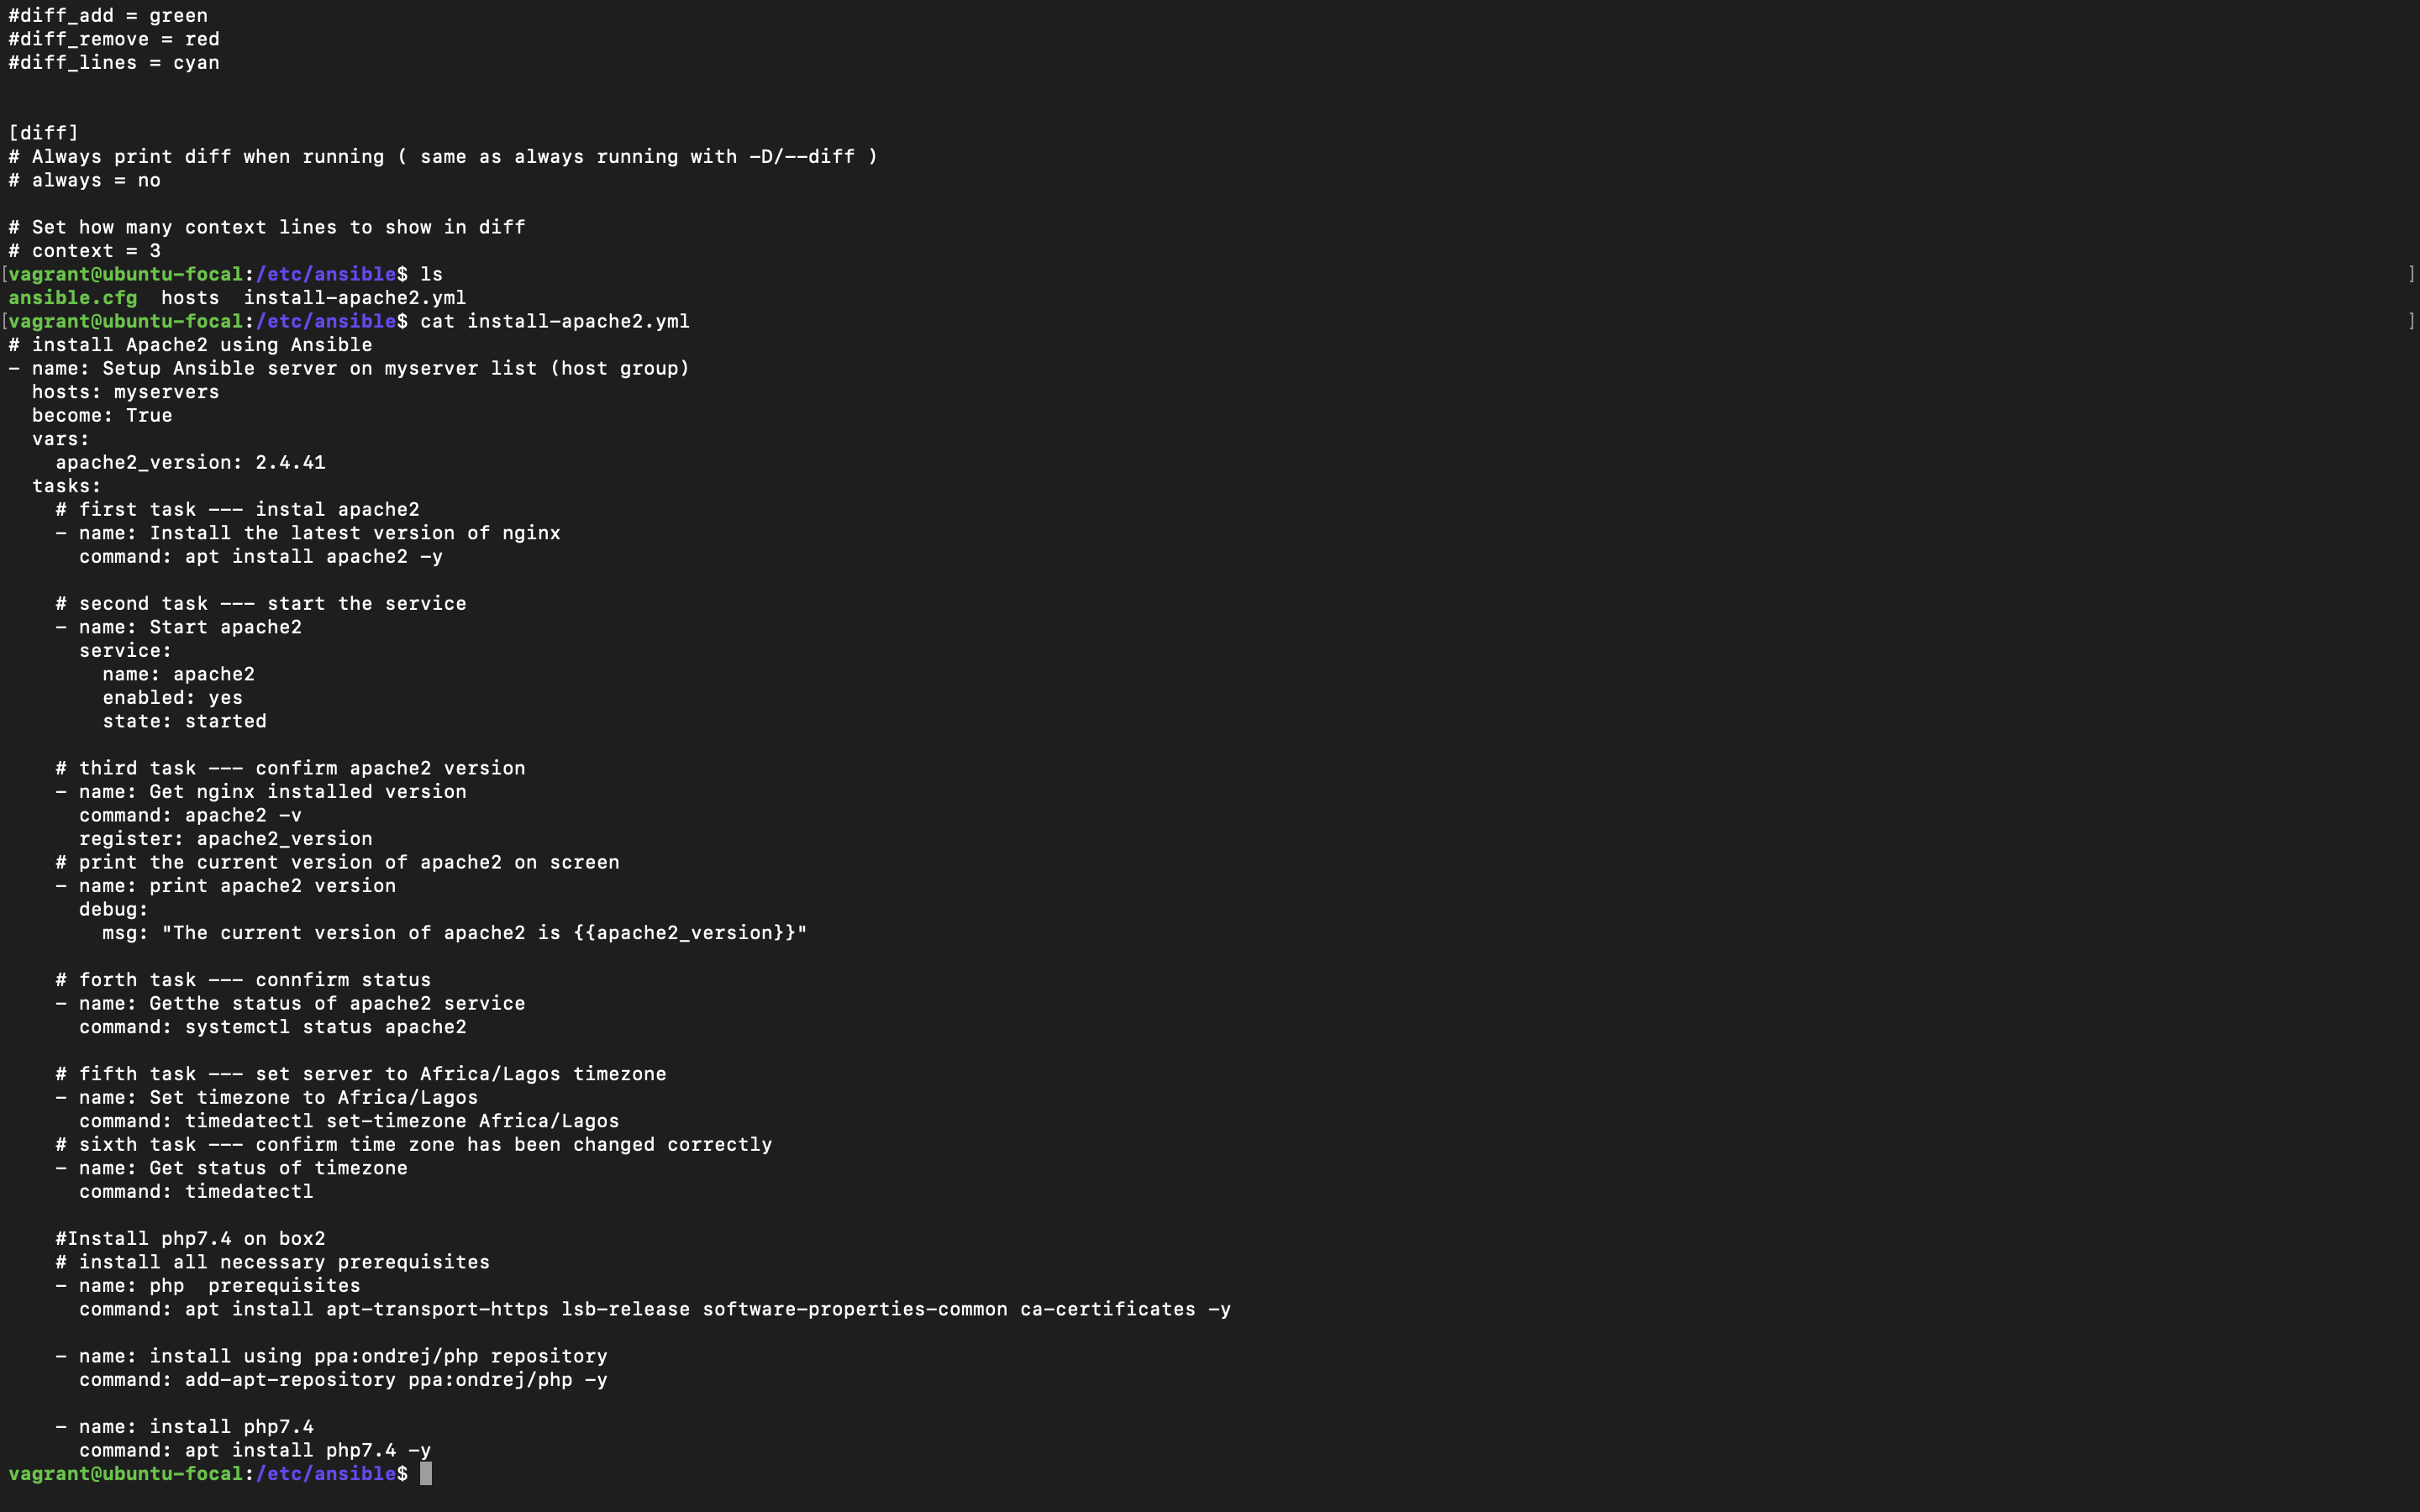 #diff_add = green
#diff_remove = red
#diff_lines = cyan
[diff]
# Always print diff when running ( same as always running with -D/--diff )
# always = no
# Set how many context lines to show in diff
# context = 3
[vagrant@ubuntu-focal:/etc/ansible$ ls ]
ansible.cfg  hosts  install-apache2.yml
[vagrant@ubuntu-focal:/etc/ansible$ cat install-apache2.yml ]
# install Apache2 using Ansible
- name: Setup Ansible server on myserver list (host group)
  hosts: myservers
  become: True
  vars:
    apache2_version: 2.4.41
  tasks:
    # first task --- instal apache2
    - name: Install the latest version of nginx
      command: apt install apache2 -y
    # second task --- start the service
    - name: Start apache2
      service:
        name: apache2
        enabled: yes
        state: started
    # third task --- confirm apache2 version
    - name: Get nginx installed version
      command: apache2 -v
      register: apache2_version
    # print the current version of apache2 on screen
    - name: print apache2 version
      debug:
        msg: "The current version of apache2 is {{apache2_version}}"
    # forth task --- connfirm status
    - name: Getthe status of apache2 service
      command: systemctl status apache2
    # fifth task --- set server to Africa/Lagos timezone
    - name: Set timezone to Africa/Lagos
      command: timedatectl set-timezone Africa/Lagos
    # sixth task --- confirm time zone has been changed correctly
    - name: Get status of timezone
      command: timedatectl
    #Install php7.4 on box2
    # install all necessary prerequisites
    - name: php  prerequisites
      command: apt install apt-transport-https lsb-release software-properties-common ca-certificates -y
    - name: install using ppa:ondrej/php repository
      command: add-apt-repository ppa:ondrej/php -y
    - name: install php7.4
      command: apt install php7.4 -y
vagrant@ubuntu-focal:/etc/ansible$